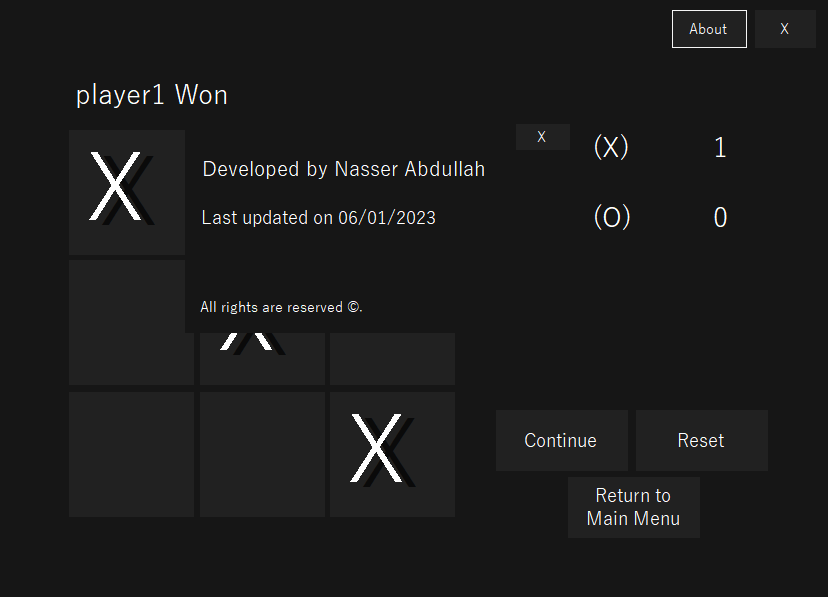 About X
player1 Won
X
X
(X) 1
Developed by Nasser Abdullah
Last updated on 06/01/2023
(O) 0
All rights are reserved ©.
X
X
Continue Reset
Return to
Main Menu